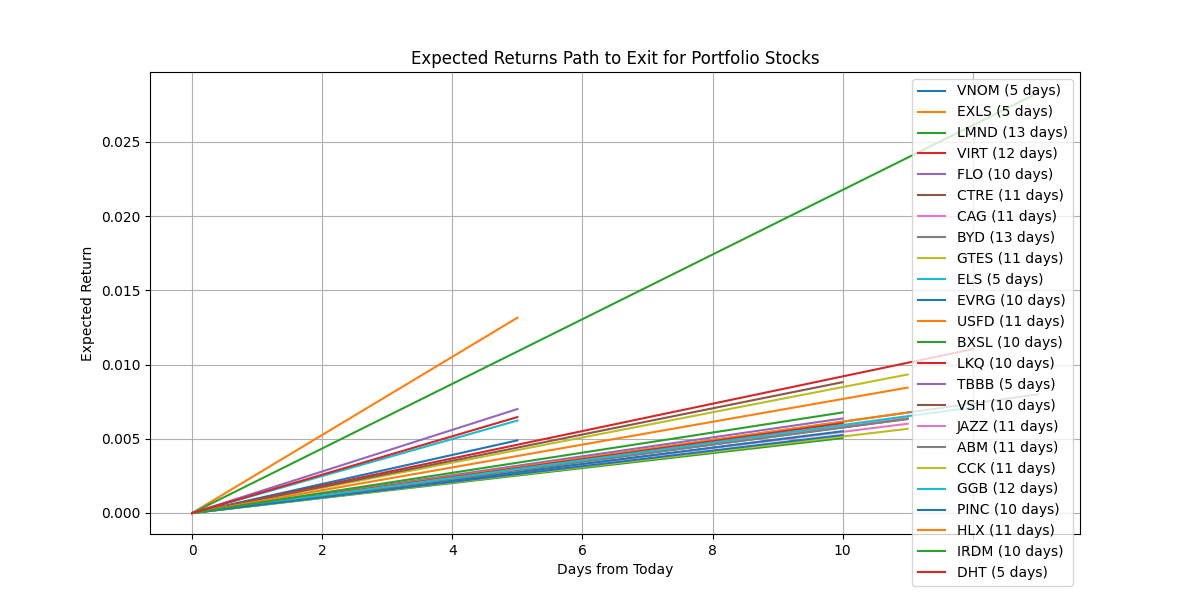 Expected Returns Path to Exit for Portfolio Stocks
Expected Return
0.025
0.020
0.015
0.010
0.005
0.000
0
2
4
6
8
10
Days from Today
VNOM (5 days)
EXLS (5 days)
LMND (13 days)
VIRT (12 days)
FLO (10 days)
CTRE (11 days)
CAG (11 days)
BYD (13 days)
GTES (11 days)
ELS (5 days)
EVRG (10 days)
USFD (11 days)
BXSL (10 days)
LKQ (10 days)
TBBB (5 days)
VSH (10 days)
JAZZ (11 days)
ABM (11 days)
CCK (11 days)
GGB (12 days)
PINC (10 days)
HLX (11 days)
IRDM (10 days)
DHT (5 days)